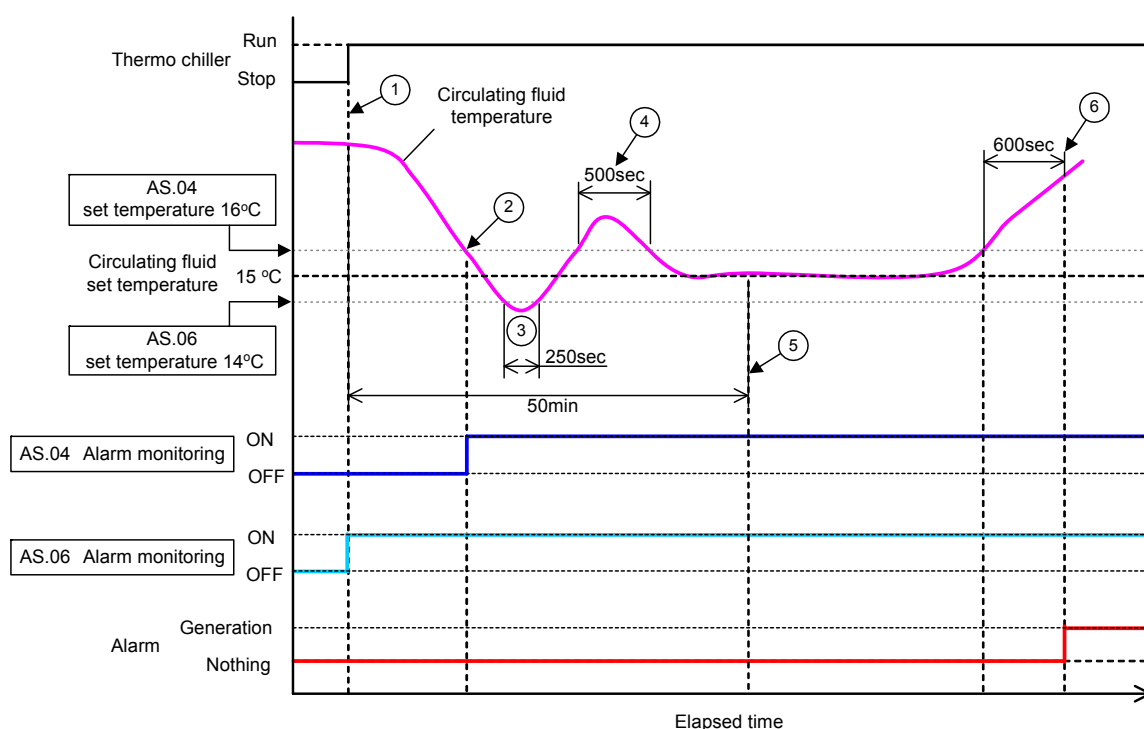 Run
Thermo chiller
Stop
1
Circulating fluid
temperature
4
6
600sec
500sec
AS.04
set temperature 16°C
2
Circulating fluid
set temperature
15 °C
AS.06
set temperature 14°C
3
250sec
5
50min
AS.04 Alarm monitoring
ON
OFF
AS.06 Alarm monitoring
ON
OFF
Generation
Alarm
Nothing
Elapsed time